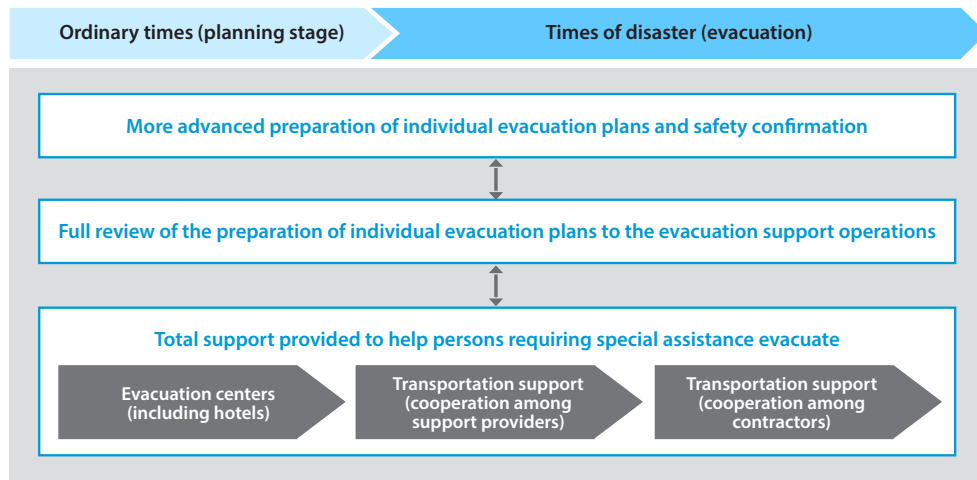 Ordinary times (planning stage)
Times of disaster (evacuation)
More advanced preparation of individual evacuation plans and safety confirmation
Full review of the preparation of individual evacuation plans to the evacuation support operations
Total support provided to help persons requiring special assistance evacuate
Evacuation centers
(including hotels)
Transportation support
(cooperation among
support providers)
Transportation support
(cooperation among
contractors)